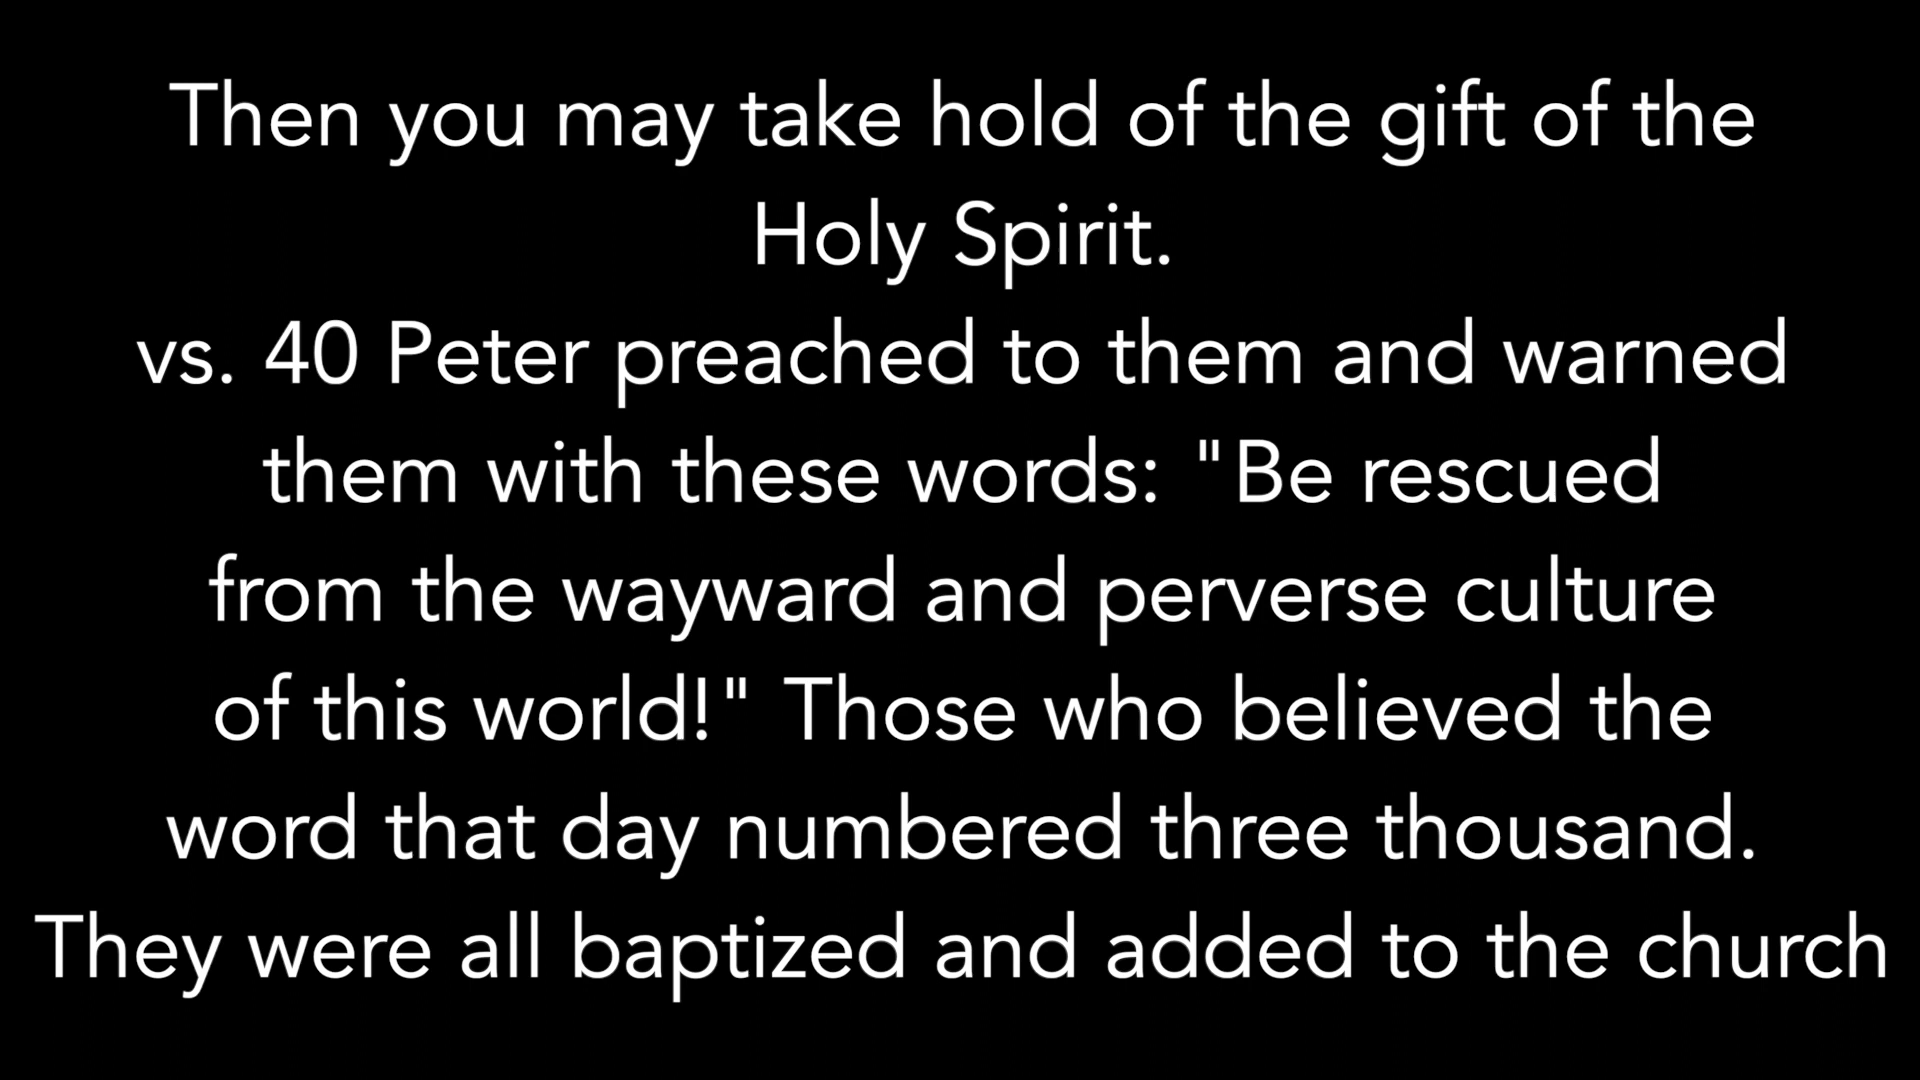 Then you may take hold of the gift of the
Holy Spirit.
vs. 40 Peter preached to them and warned
them with these words: "Be rescued
from the wayward and perverse culture
of this world!" Those who believed the
word that day numbered three thousand.
They were all baptized and added to the church